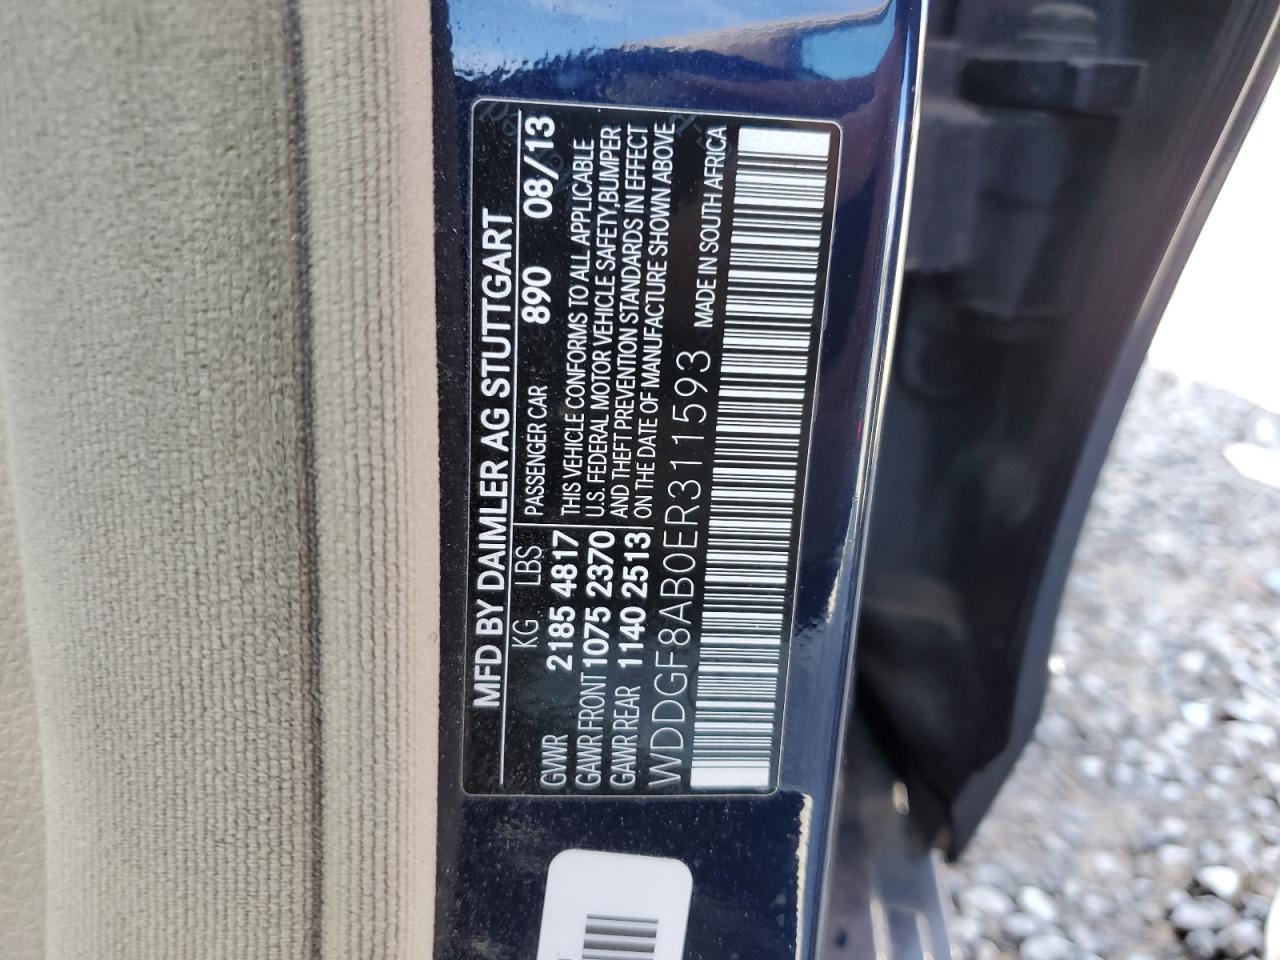 MFD BY DAIMLER AG STUTTGART
KG LBS
GVWR 2185 4817
GAWR FRONT 1075 2370
GAWR REAR 1140 2513
PASSENGER CAR 890 08/13
THIS VEHICLE CONFORMS TO ALL APPLICABLE
U.S. FEDERAL MOTOR VEHICLE SAFETY,BUMPER
AND THEFT PREVENTION STANDARDS IN EFFECT
ON THE DATE OF MANUFACTURE SHOWN ABOVE
WDDGF8AB0ER311593 MADE IN SOUTH AFRICA